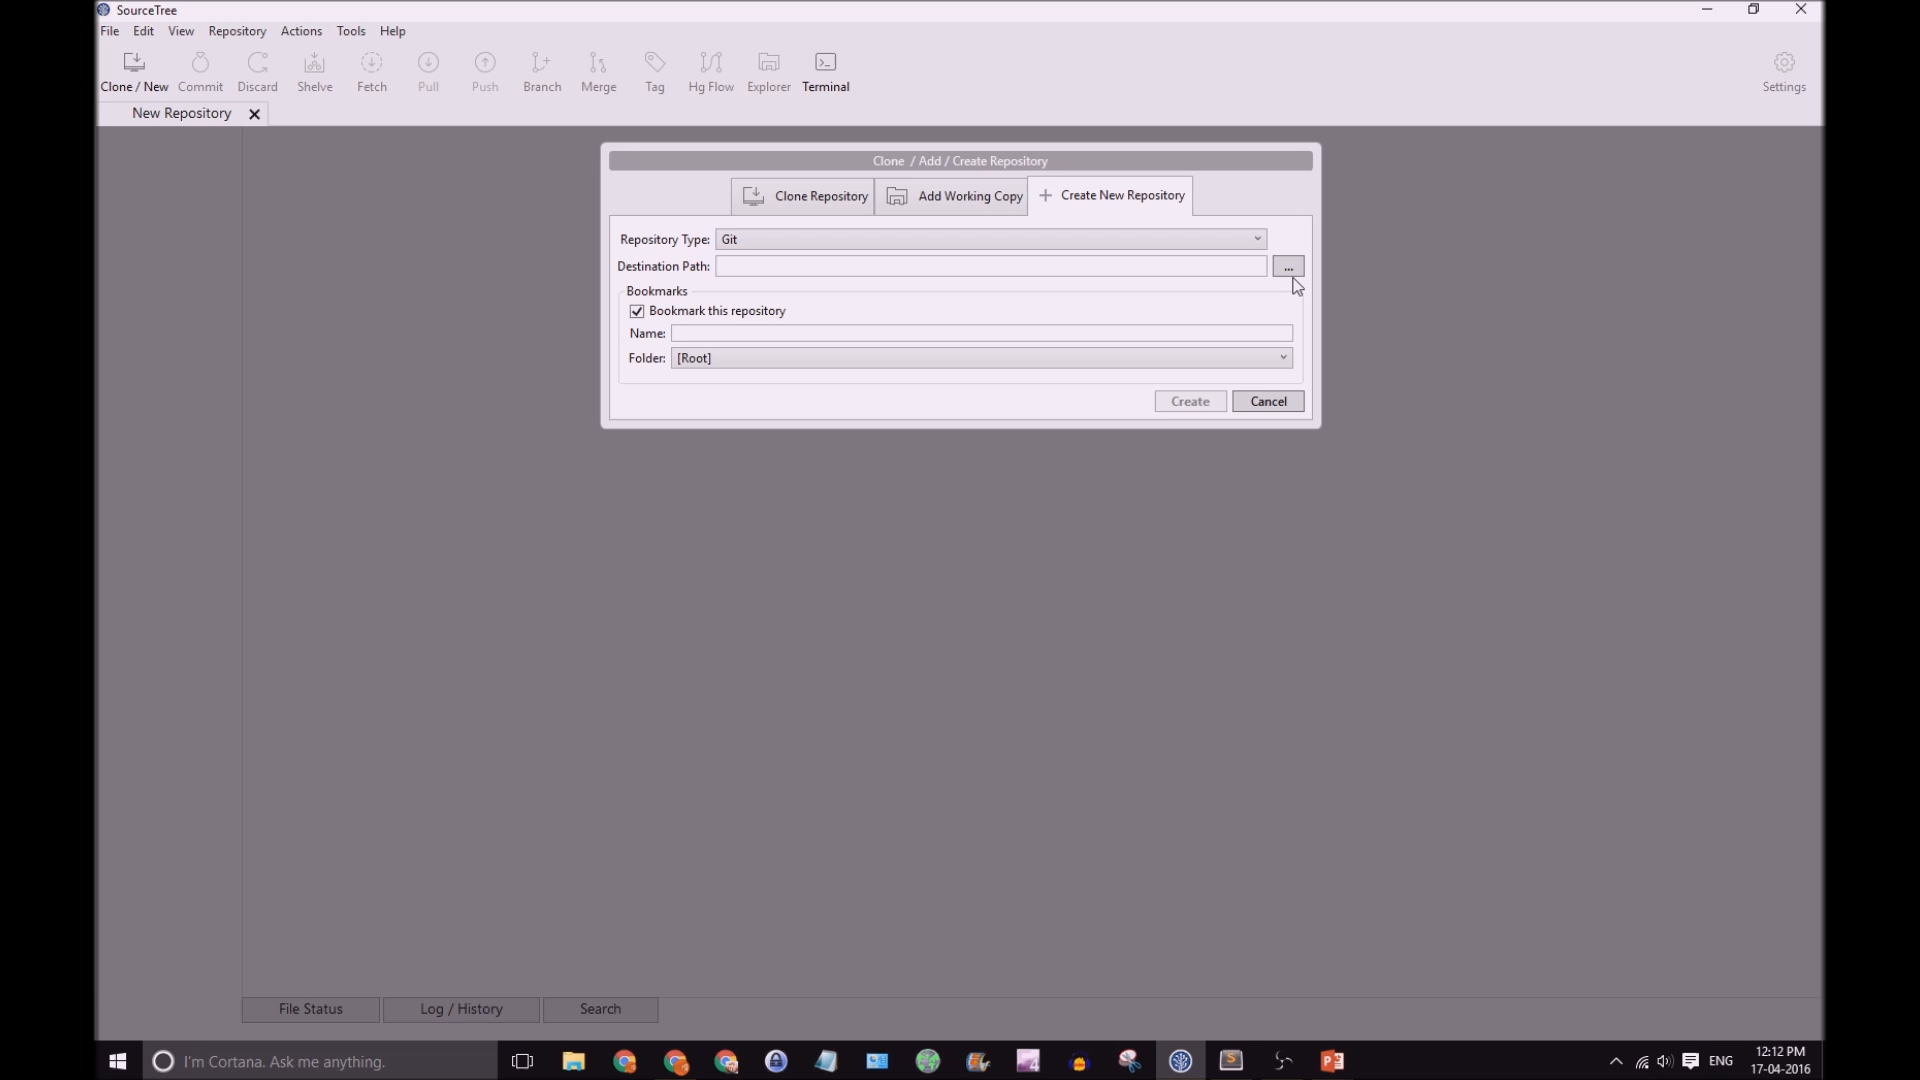 SourceTree
File Edit View Repository Actions Tools Help
Clone / New Commit Discard Shelve Fetch Pull Push Branch Merge Tag Hg Flow Explorer Terminal Settings
New Repository
Clone / Add / Create Repository
Clone Repository Add Working Copy Create New Repository
Repository Type: Git
Destination Path: ...
Bookmarks
Bookmark this repository
Name:
Folder: [Root]
Create Cancel
File Status Log / History Search
I'm Cortana. Ask me anything.
ENG
12:12 PM
17-04-2016